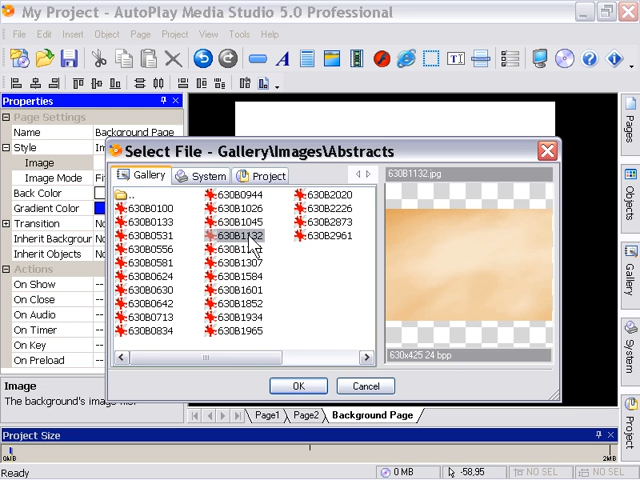 My Project - AutoPlay Media Studio 5.0 Professional
File Edit Insert Object Page Project View Tools Help
Properties
Page Settings
Name Background Page
Style
Image
Image Mode
Back Color
Gradient Color
Transition
Inherit Backgrour
Inherit Objects
Actions
On Show --
On Close --
On Audio --
On Timer --
On Key --
On Preload --
Image
The background's image
Select File - Gallery\Images\Abstracts
Gallery System Project
..
630B0100
630B0133
630B0531
630B0556
630B0581
630B0624
630B0630
630B0642
630B0713
630B0834
630B0944
630B1026
630B1045
630B1132
630B1307
630B1584
630B1601
630B1852
630B1934
630B1965
630B2020
630B2226
630B2873
630B2961
630B1132.jpg
630x425 24 bpp
OK Cancel
Pages
Objects
Gallery
System
Project
Page1 Page2 Background Page
Project Size
0MB 2MB
Ready 0 MB -58,95 NO SEL NO SEL